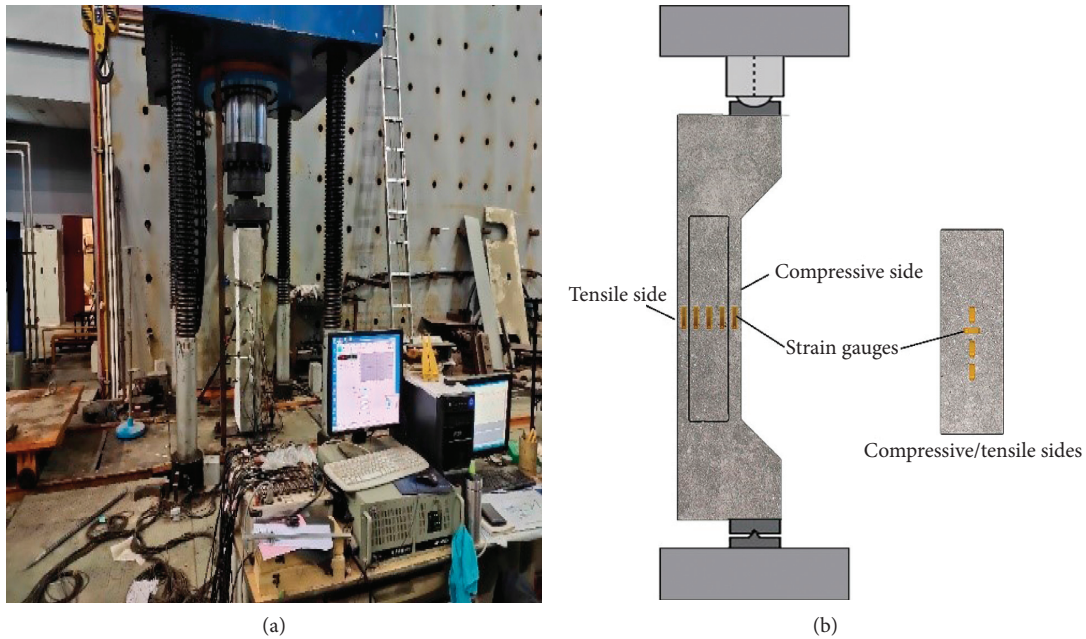 Tensile side
Compressive side
Strain gauges
Compressive/tensile sides
(a)
(b)